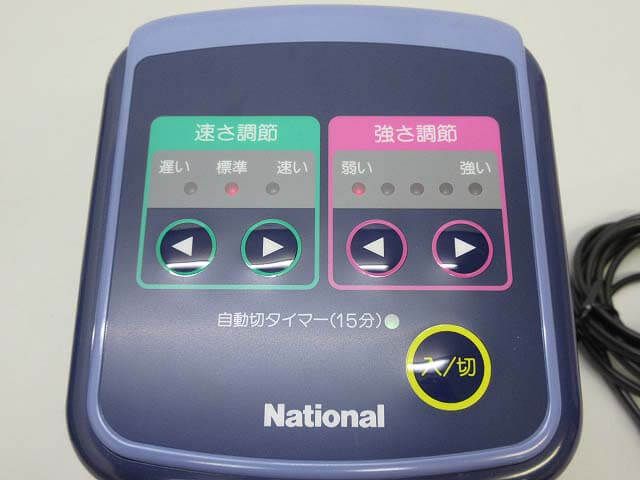 速さ調節
遅い 標準 速い
強さ調節
弱い 強い
自動切タイマー(15分)
入/切
National